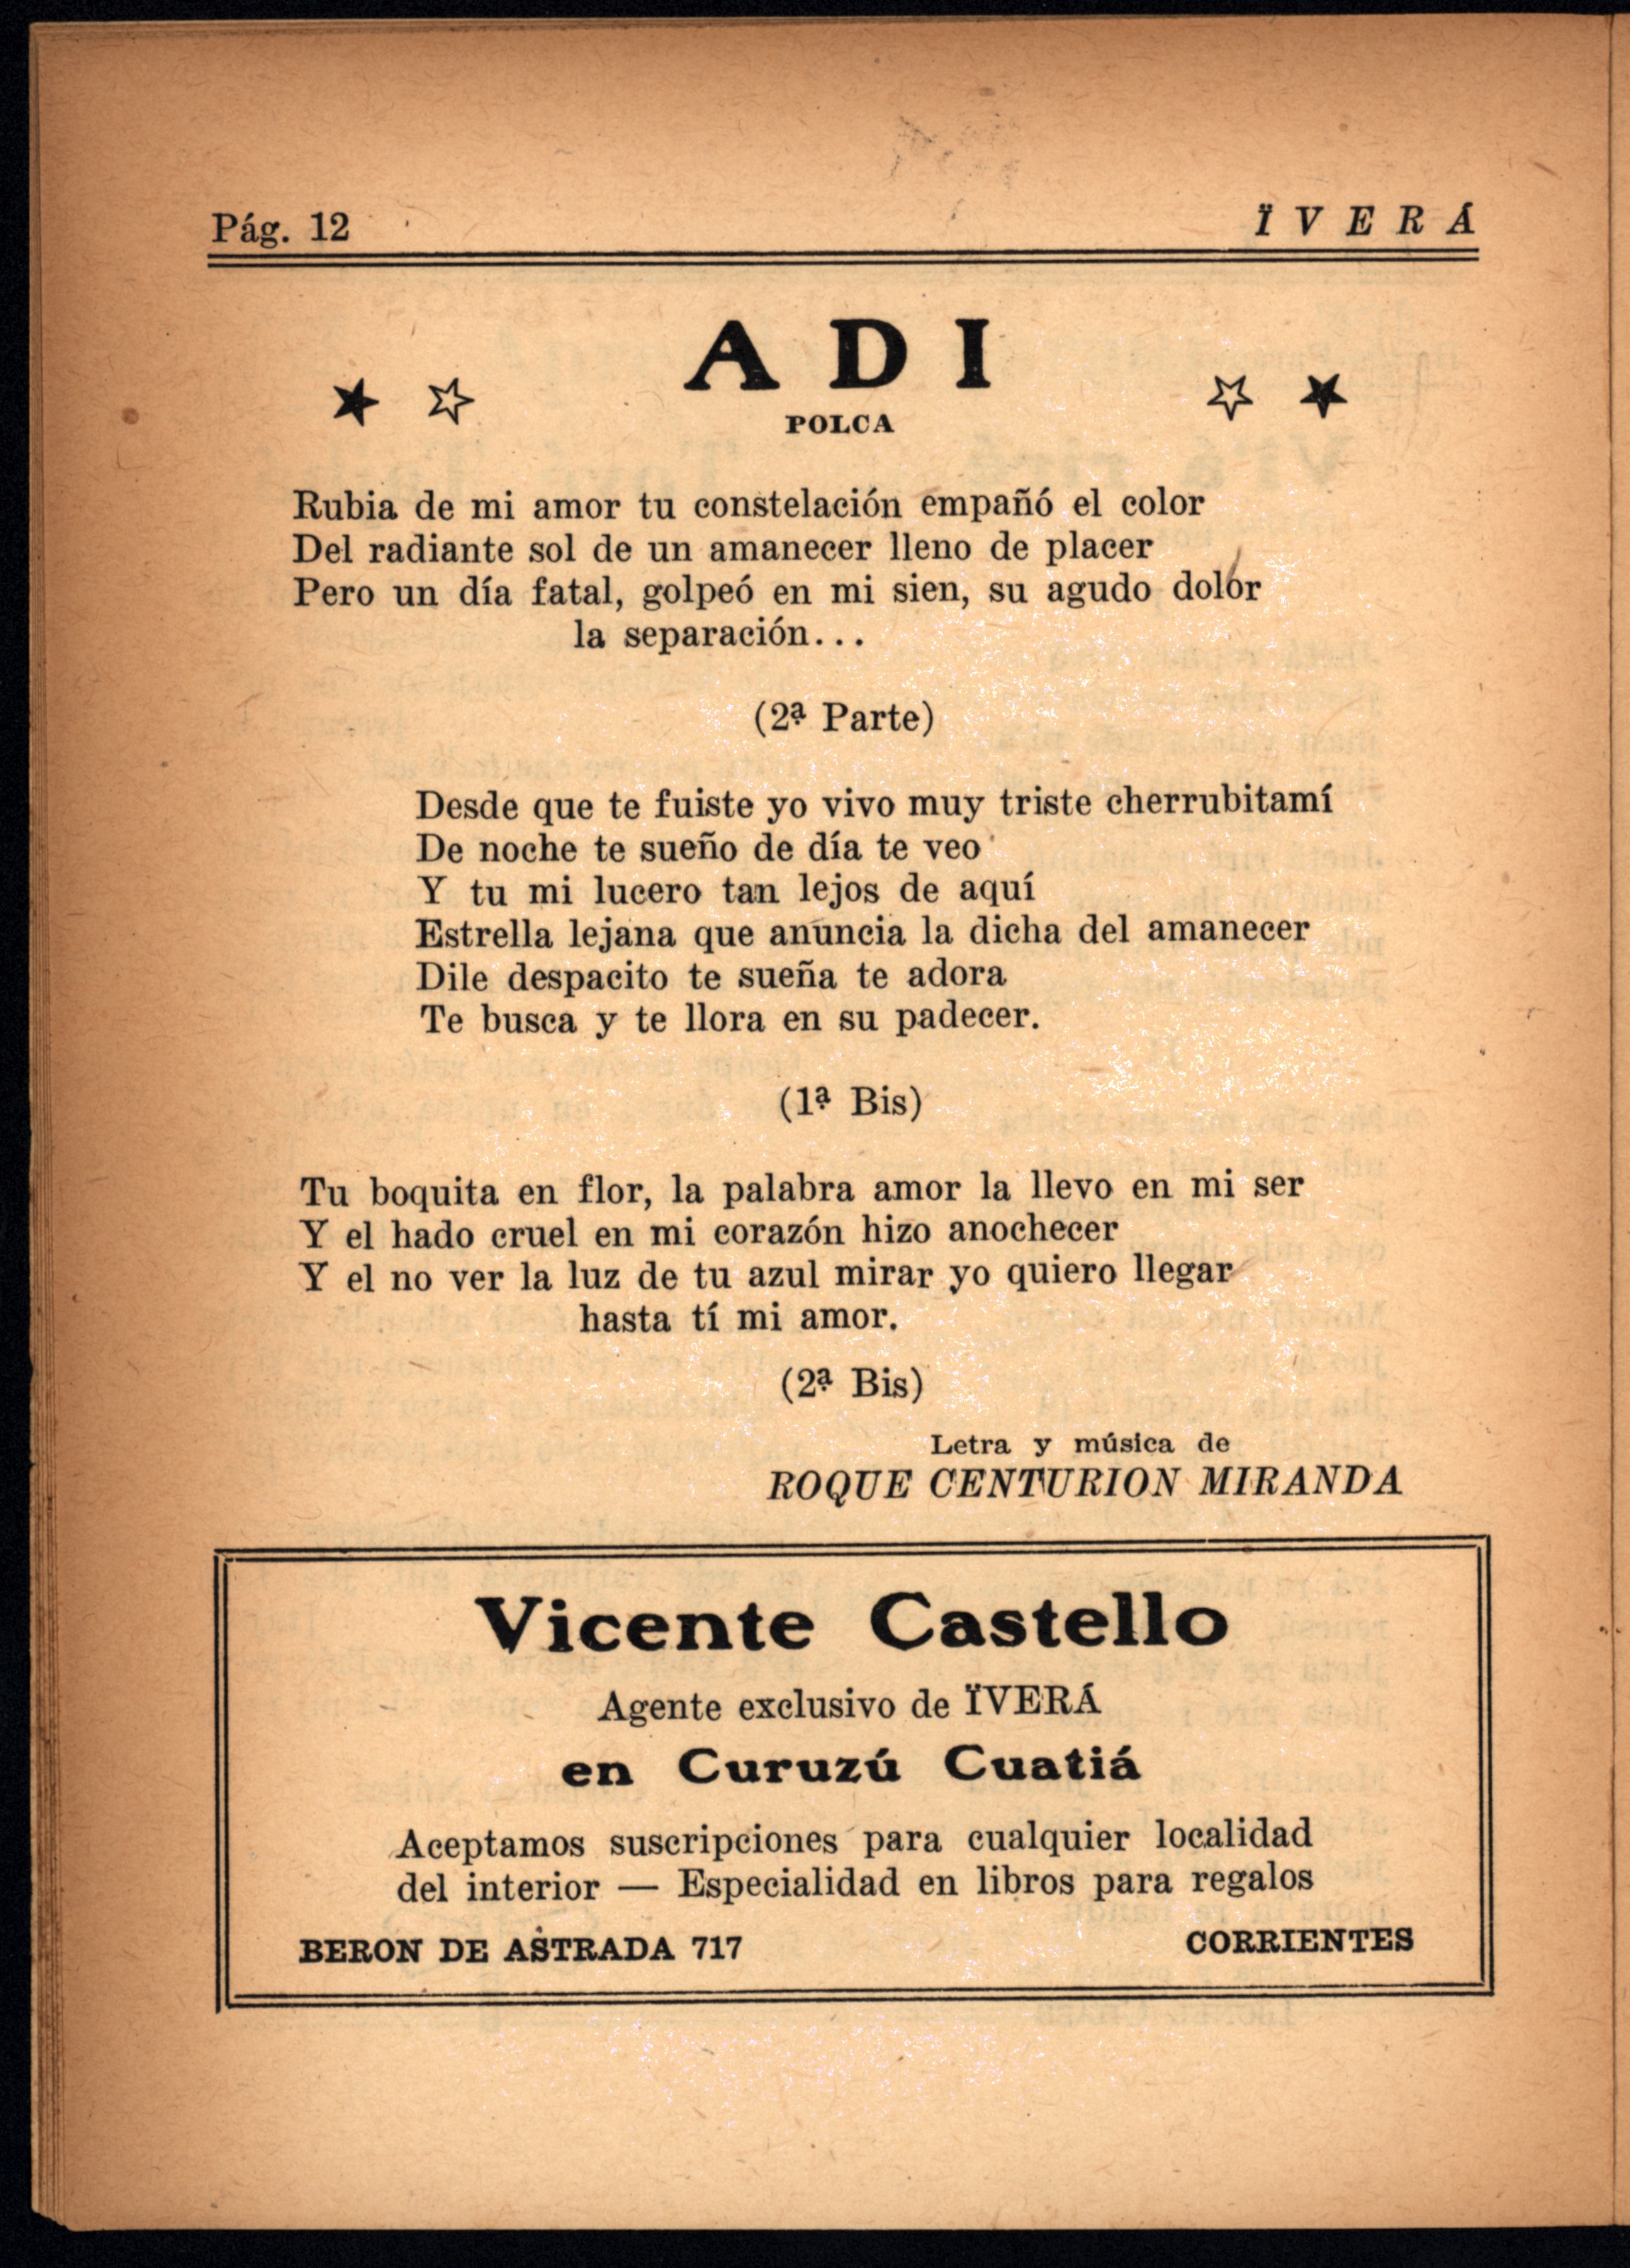 Pág. 12
ÏVERÁ
ADI
POLCA
Rubia de mi amor tu constelación empañó el color
Del radiante sol de un amanecer lleno de placer
Pero un día fatal, golpeó en mi sien, su agudo dolor
la separación...
(2ª Parte)
Desde que te fuiste yo vivo muy triste cherrubitamí
De noche te sueño de día te veo
Y tu mi lucero tan lejos de aquí
Estrella lejana que anuncia la dicha del amanecer
Dile despacito te sueña te adora
Te busca y te llora en su padecer.
(1ª Bis)
Tu boquita en flor, la palabra amor la llevo en mi ser
Y el hado cruel en mi corazón hizo anochecer
Y el no ver la luz de tu azul mirar yo quiero llegar
hasta tí mi amor.
(2ª Bis)
Letra y música de
ROQUE CENTURION MIRANDA
Vicente Castello
Agente exclusivo de ÏVERÁ
en Curuzú Cuatiá
Aceptamos suscripciones para cualquier localidad
del interior — Especialidad en libros para regalos
BERON DE ASTRADA 717
CORRIENTES